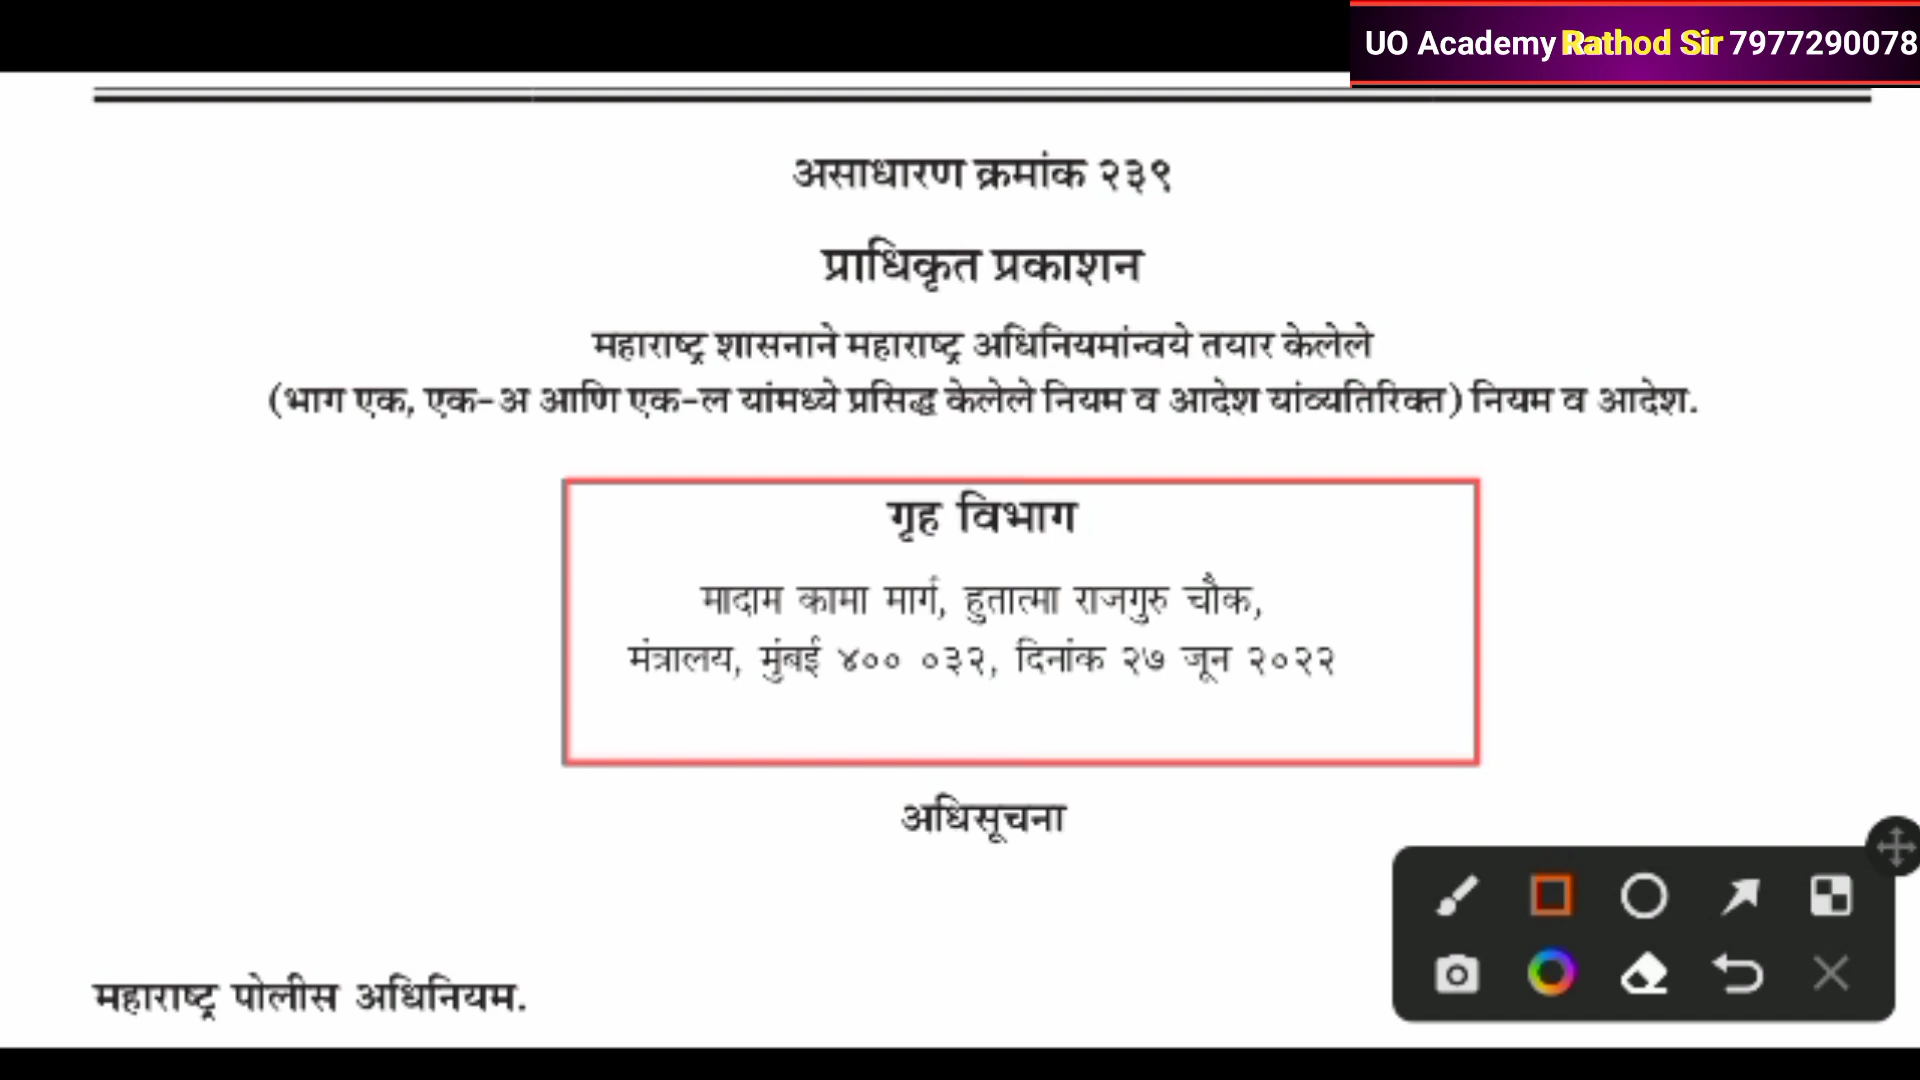 UO Academy Rathod Sir 7977290078
असाधारण क्रमांक २३९
प्राधिकृत प्रकाशन
महाराष्ट्र शासनाने महाराष्ट्र अधिनियमांन्वये तयार केलेले
(भाग एक, एक-अ आणि एक-ल यांमध्ये प्रसिद्ध केलेले नियम व आदेश यांव्यतिरिक्त) नियम व आदेश.
गृह विभाग
मादाम कामा मार्ग, हुतात्मा राजगुरु चौक,
मंत्रालय, मुंबई ४०० ०३२, दिनांक २७ जून २०२२
अधिसूचना
महाराष्ट्र पोलीस अधिनियम.